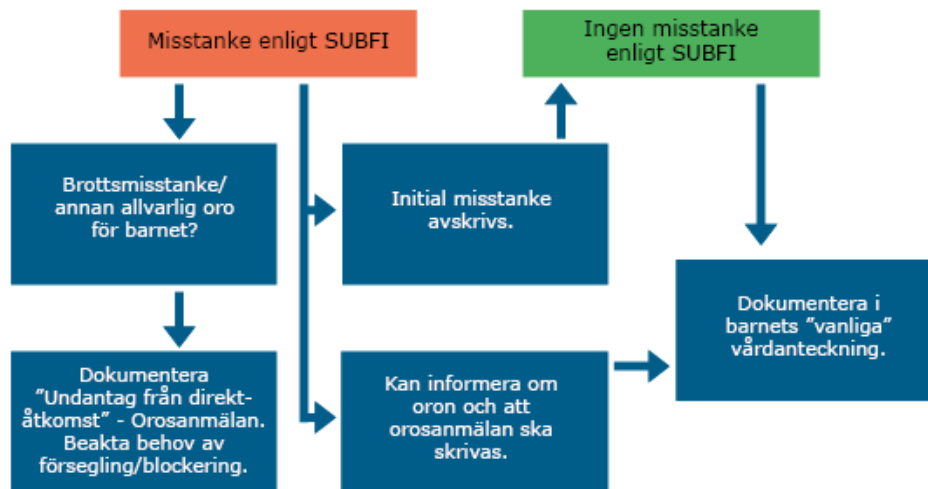 Misstanke enligt SUBFI
Ingen misstanke
enligt SUBFI
Brottsmisstanke/
annan allvarlig oro
för barnet?
Initial misstanke
avskrivs.
Dokumentera i
barnets ”vanliga”
vårdanteckning.
Dokumentera
”Undantag från direkt-
åtkomst” - Orosanmälan.
Beakta behov av
försegling/blockering.
Kan informera om
oron och att
orosanmälan ska
skrivas.